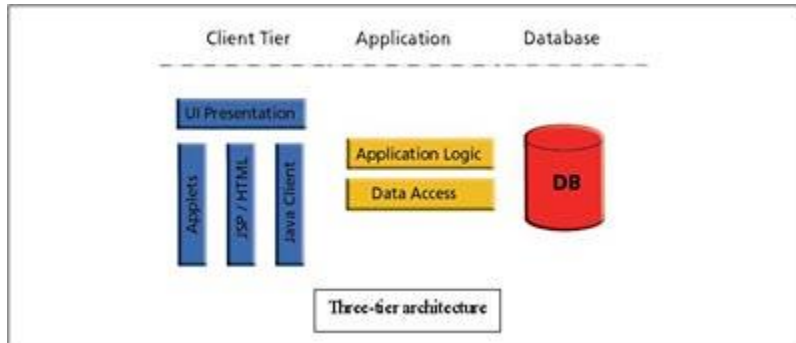 Client Tier
Application
Database
UI Presentation
Applets
JSP / HTML
Java Client
Application Logic
Data Access
DB
Three-tier architecture